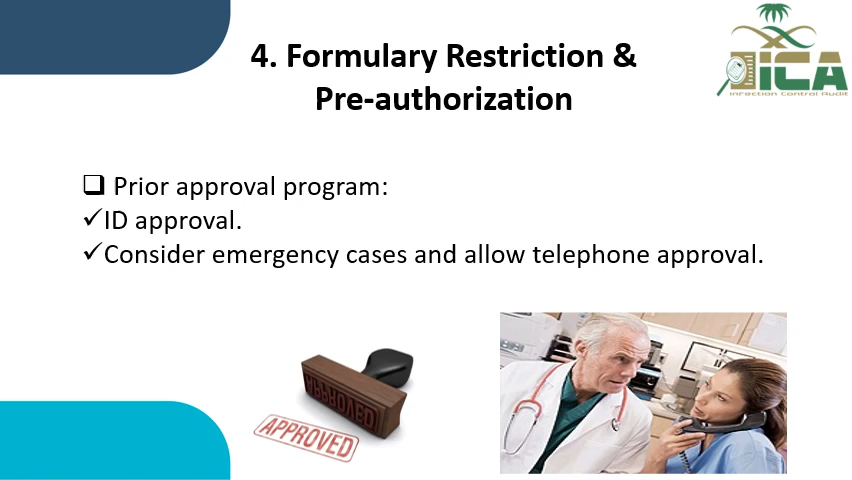 4. Formulary Restriction &
Pre-authorization
ICA
Infection Control Audit
❑ Prior approval program:
✓ID approval.
✓Consider emergency cases and allow telephone approval.
APPROVED
APPROVED